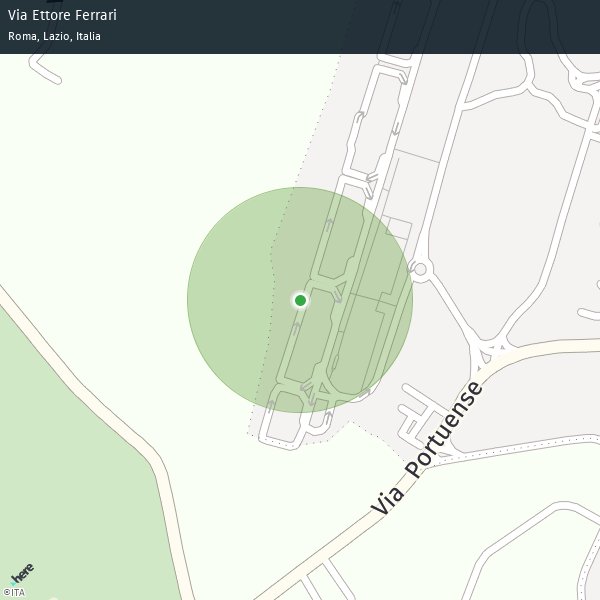 Via Ettore Ferrari
Roma, Lazio, Italia
Via Portuense
here
©ITA